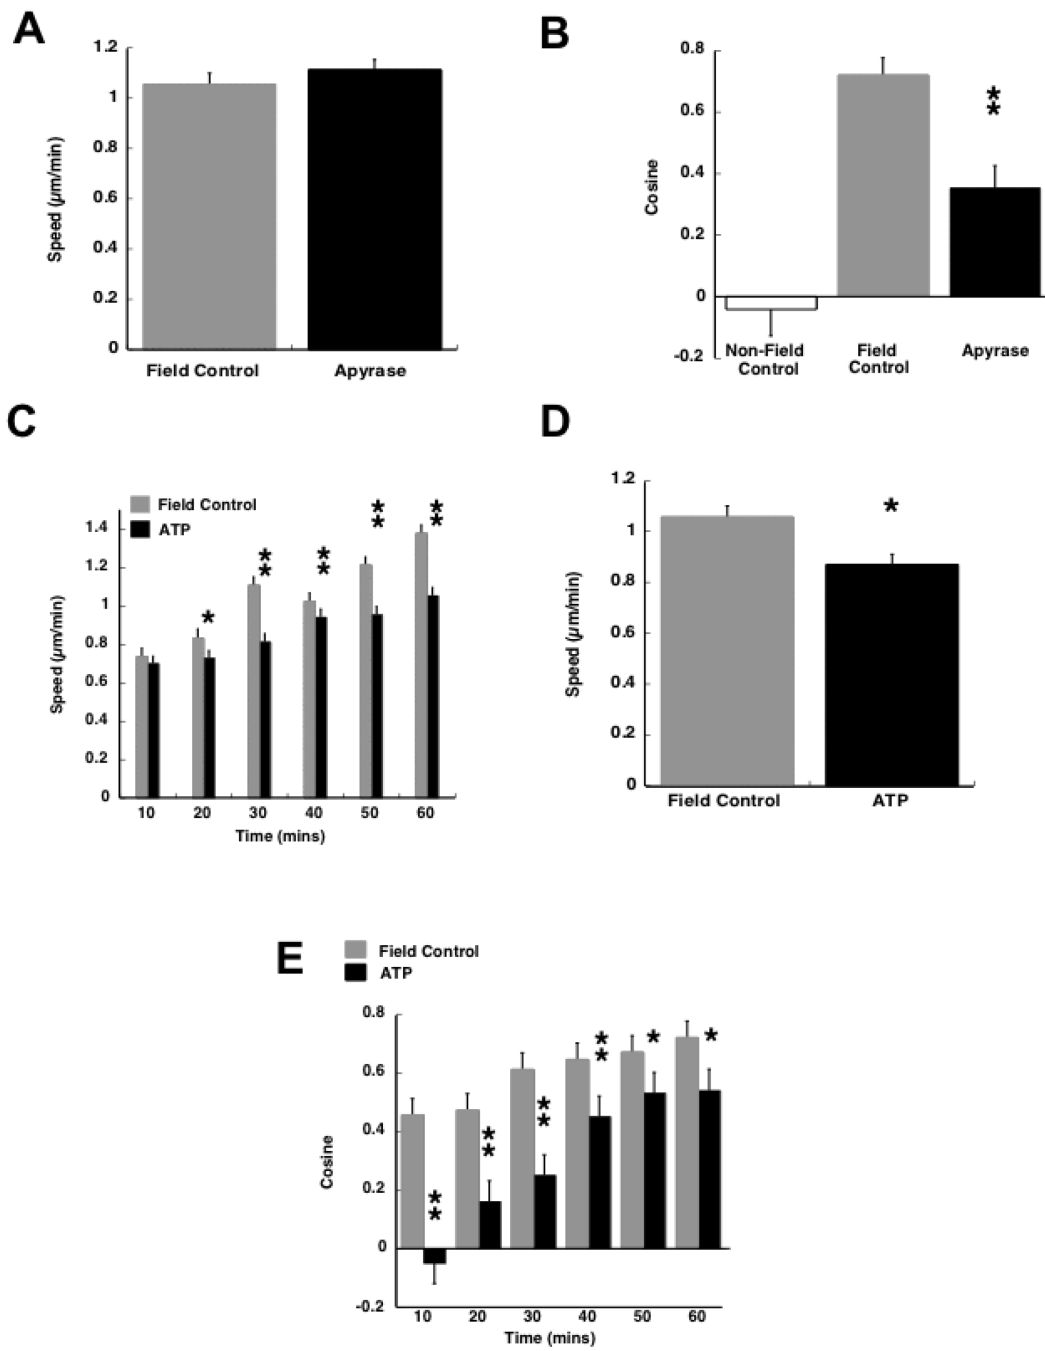 A
1.2
1
0.8
0.6
0.4
0.2
0
Speed (µm/min)
Field Control
Apyrase
B
0.8
0.6
0.4
0.2
0
-0.2
Cosine
**
Non-Field
Control
Field
Control
Apyrase
C
Field Control
ATP
1.4
1.2
1
0.8
0.6
0.4
0.2
0
Speed (µm/min)
*
**
**
**
**
10 20 30 40 50 60
Time (mins)
D
1.2
1
0.8
0.6
0.4
0.2
0
Speed (µm/min)
*
Field Control
ATP
E
Field Control
ATP
0.8
0.6
0.4
0.2
0
-0.2
Cosine
**
**
**
**
*
*
10 20 30 40 50 60
Time (mins)